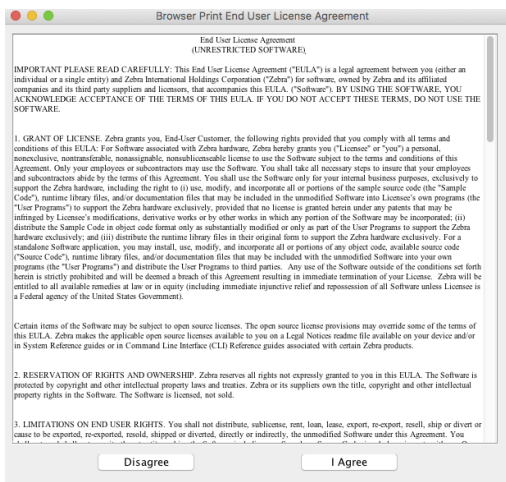 Browser Print End User License Agreement
End User License Agreement
(UNRESTRICTED SOFTWARE)
IMPORTANT PLEASE READ CAREFULLY: This End User License Agreement ("EULA") is a legal agreement between you (either an
individual or a single entity) and Zebra International Holdings Corporation ("Zebra") for software, owned by Zebra and its affiliated
companies and its third party suppliers and licensors, that accompanies this EULA. ("Software"). BY USING THE SOFTWARE, YOU
ACKNOWLEDGE ACCEPTANCE OF THE TERMS OF THIS EULA. IF YOU DO NOT ACCEPT THESE TERMS, DO NOT USE THE
SOFTWARE.
1. GRANT OF LICENSE. Zebra grants you, End-User Customer, the following rights provided that you comply with all terms and
conditions of this EULA: For Software associated with Zebra hardware, Zebra hereby grants you ("Licensee" or "you") a personal,
nonexclusive, nontransferable, nonassignable, nonsublicenseable license to use the Software subject to the terms and conditions of this
Agreement. Only your employees or subcontractors may use the Software. You shall take all necessary steps to insure that your employees
and subcontractors abide by the terms of this Agreement. You shall use the Software only for your internal business purposes, exclusively to
support the Zebra hardware, including the right to (i) use, modify, and incorporate all or portions of the sample source code (the "Sample
Code"), runtime library files, and/or documentation files that may be included in the unmodified Software into Licensee's own programs (the
"User Programs") to support the Zebra hardware exclusively, provided that no license is granted herein under any patents that may be
infringed by Licensee's modifications, derivative works or by other works in which any portion of the Software may be incorporated; (ii)
distribute the Sample Code in object code format only as substantially modified or only as part of the User Programs to support the Zebra
hardware exclusively; and (iii) distribute the runtime library files in their original form to support the Zebra hardware exclusively. For a
standalone Software application, you may install, use, modify, and incorporate all or portions of any object code, available source code
("Source Code"), runtime library files, and/or documentation files that may be included with the unmodified Software into your own
programs (the "User Programs) and distribute the User Programs to third parties. Any use of the Software outside of the conditions set forth
herein is strictly prohibited and will be deemed a breach of this Agreement resulting in immediate termination of your License. Zebra will be
entitled to all available remedies at law or in equity (including immediate injunctive relief and repossession of all Software unless Licensee is
a Federal agency of the United States Government).
Certain items of the Software may be subject to open source licenses. The open source license provisions may override some of the terms of
this EULA. Zebra makes the applicable open source licenses available to you on a Legal Notices readme file available on your device and/or
in System Reference guides or in Command Line Interface (CLI) Reference guides associated with certain Zebra products.
2. RESERVATION OF RIGHTS AND OWNERSHIP. Zebra reserves all rights not expressly granted to you in this EULA. The Software is
protected by copyright and other intellectual property laws and treaties. Zebra or its suppliers own the title, copyright and other intellectual
property rights in the Software. The Software is licensed, not sold.
3. LIMITATIONS ON END USER RIGHTS. You shall not distribute, sublicense, rent, loan, lease, export, re-export, resell, ship or divert or
cause to be exported, re-exported, resold, shipped or diverted, directly or indirectly, the unmodified Software under this Agreement. You
Disagree
I Agree